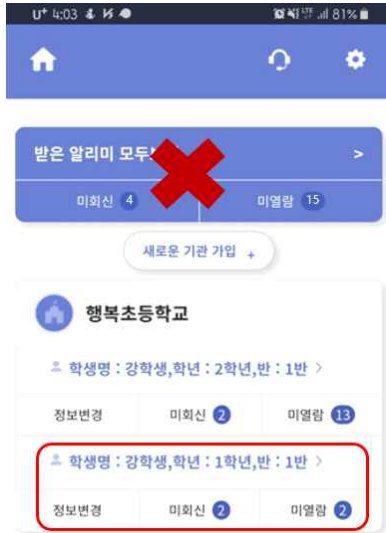 U+ 4:03 LTE 81%
받은 알리미 모두 >
미회신 4 미열람 15
새로운 기관 가입 +
행복초등학교
학생명 : 강학생,학년 : 2학년,반 : 1반 >
정보변경 미회신 2 미열람 13
학생명 : 강학생,학년 : 1학년,반 : 1반 >
정보변경 미회신 2 미열람 2